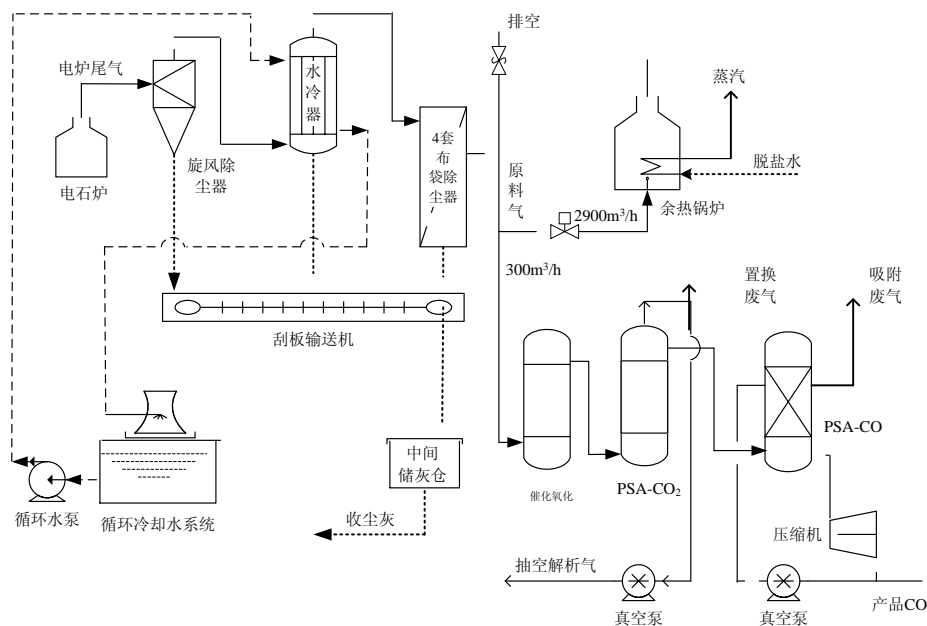 排空
电炉尾气
水
冷
器
蒸汽
4套
布
袋除
尘器
原
料
气
脱盐水
旋风除
尘器
电石炉
余热锅炉
2900m³/h
300m³/h
置换
废气
吸附
废气
刮板输送机
PSA-CO
中间
储灰仓
催化氧化
PSA-CO₂
收尘灰
循环水泵
循环冷却水系统
压缩机
抽空解析气
真空泵
真空泵
产品CO